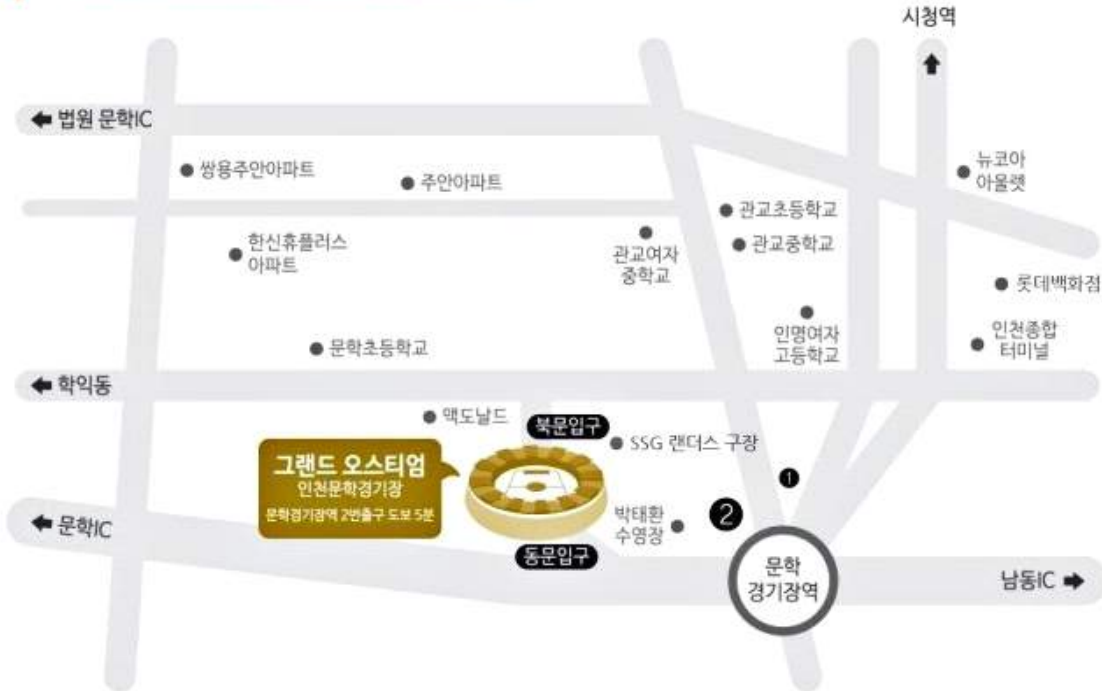 시청역
법원 문학IC
쌍용주안아파트
주안아파트
뉴코아
아울렛
관교초등학교
관교중학교
한신휴플러스
아파트
관교여자
중학교
롯데백화점
인명여자
고등학교
인천종합
터미널
문학초등학교
학익동
맥도날드
북문입구
SSG 랜더스 구장
그랜드 오스티엄
인천문학경기장
문학경기장역 2번출구 도보 5분
1
2
박태환
수영장
문학IC
동문입구
문학
경기장역
남동IC